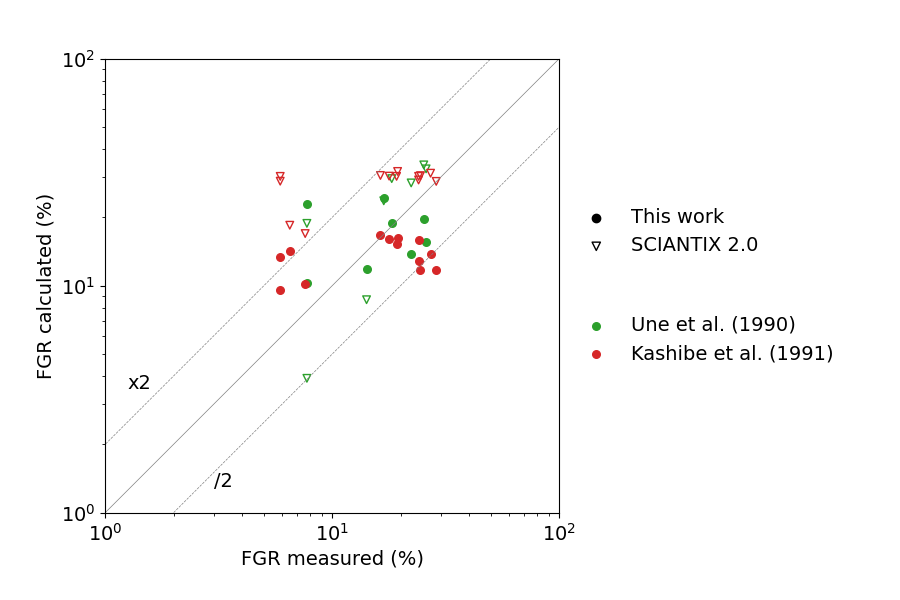 10²
10¹
10⁰
FGR calculated (%)
x2
/2
10⁰
10¹
10²
FGR measured (%)
This work
SCIANTIX 2.0
Une et al. (1990)
Kashibe et al. (1991)